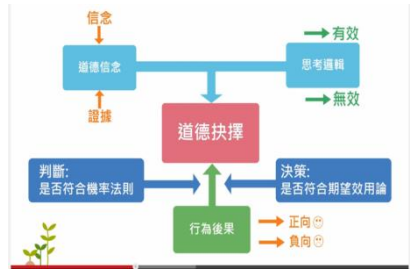 信念
道德信念
證據
有效
思考邏輯
無效
道德抉擇
判斷:
是否符合機率法則
決策:
是否符合期望效用論
行為後果
正向
負向